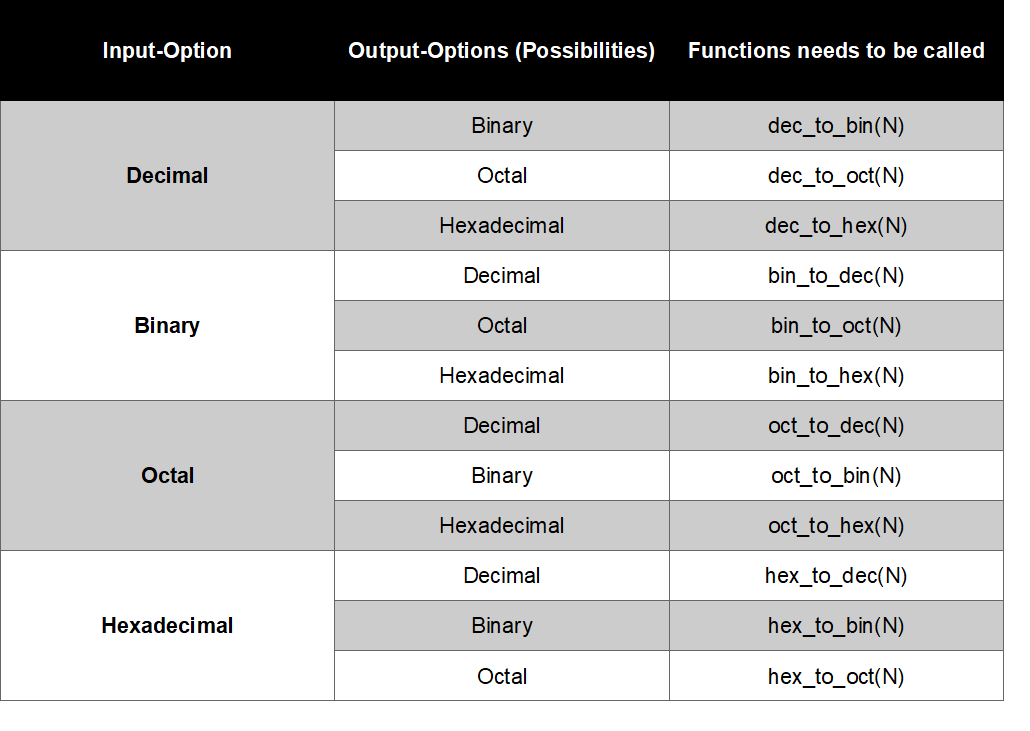 Input-Option Output-Options (Possibilities) Functions needs to be called
Decimal
Binary dec_to_bin(N)
Octal dec_to_oct(N)
Hexadecimal dec_to_hex(N)
Binary
Decimal bin_to_dec(N)
Octal bin_to_oct(N)
Hexadecimal bin_to_hex(N)
Octal
Decimal oct_to_dec(N)
Binary oct_to_bin(N)
Hexadecimal oct_to_hex(N)
Hexadecimal
Decimal hex_to_dec(N)
Binary hex_to_bin(N)
Octal hex_to_oct(N)